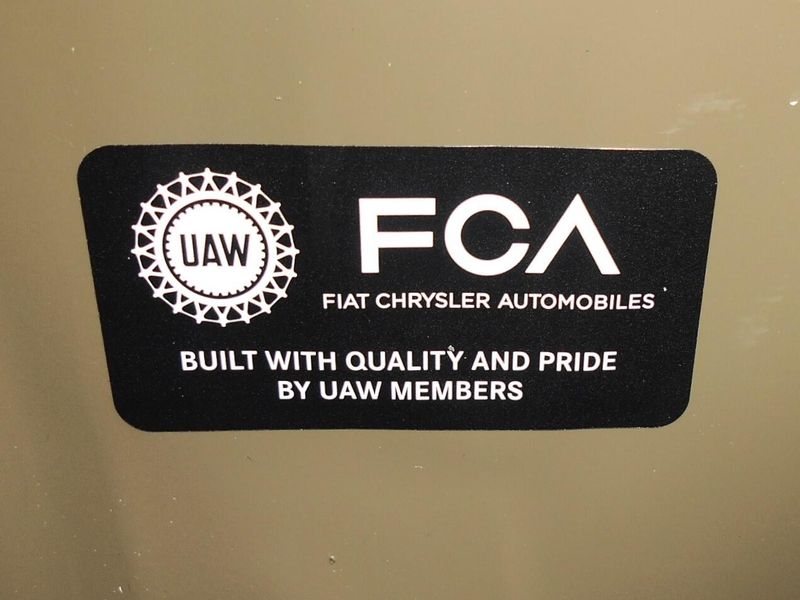 UAW
FCA
FIAT CHRYSLER AUTOMOBILES
BUILT WITH QUALITY AND PRIDE
BY UAW MEMBERS